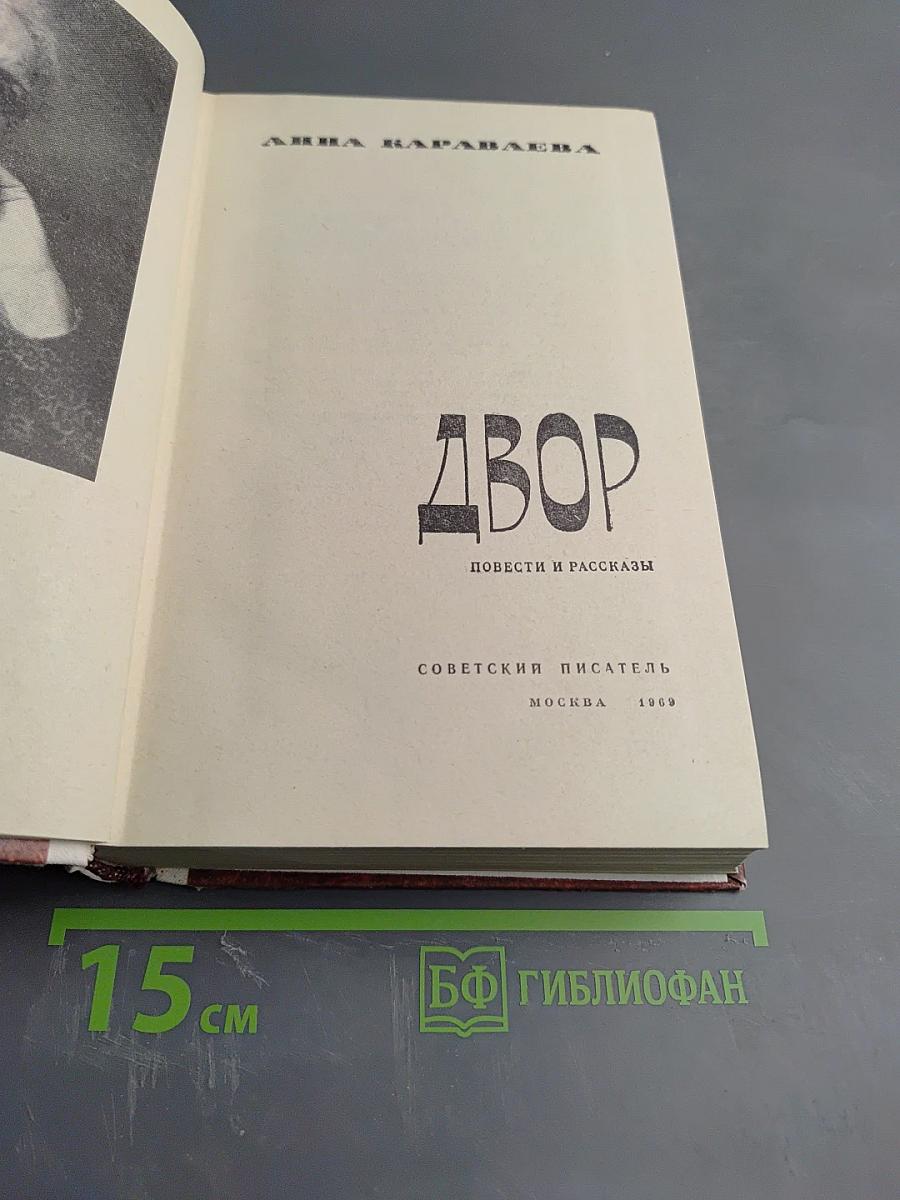 АННА КАРАВАЕВА
ДВОР
ПОВЕСТИ И РАССКАЗЫ
СОВЕТСКИЙ ПИСАТЕЛЬ
МОСКВА 1969
15 см
БФ ГИБЛИОФАН